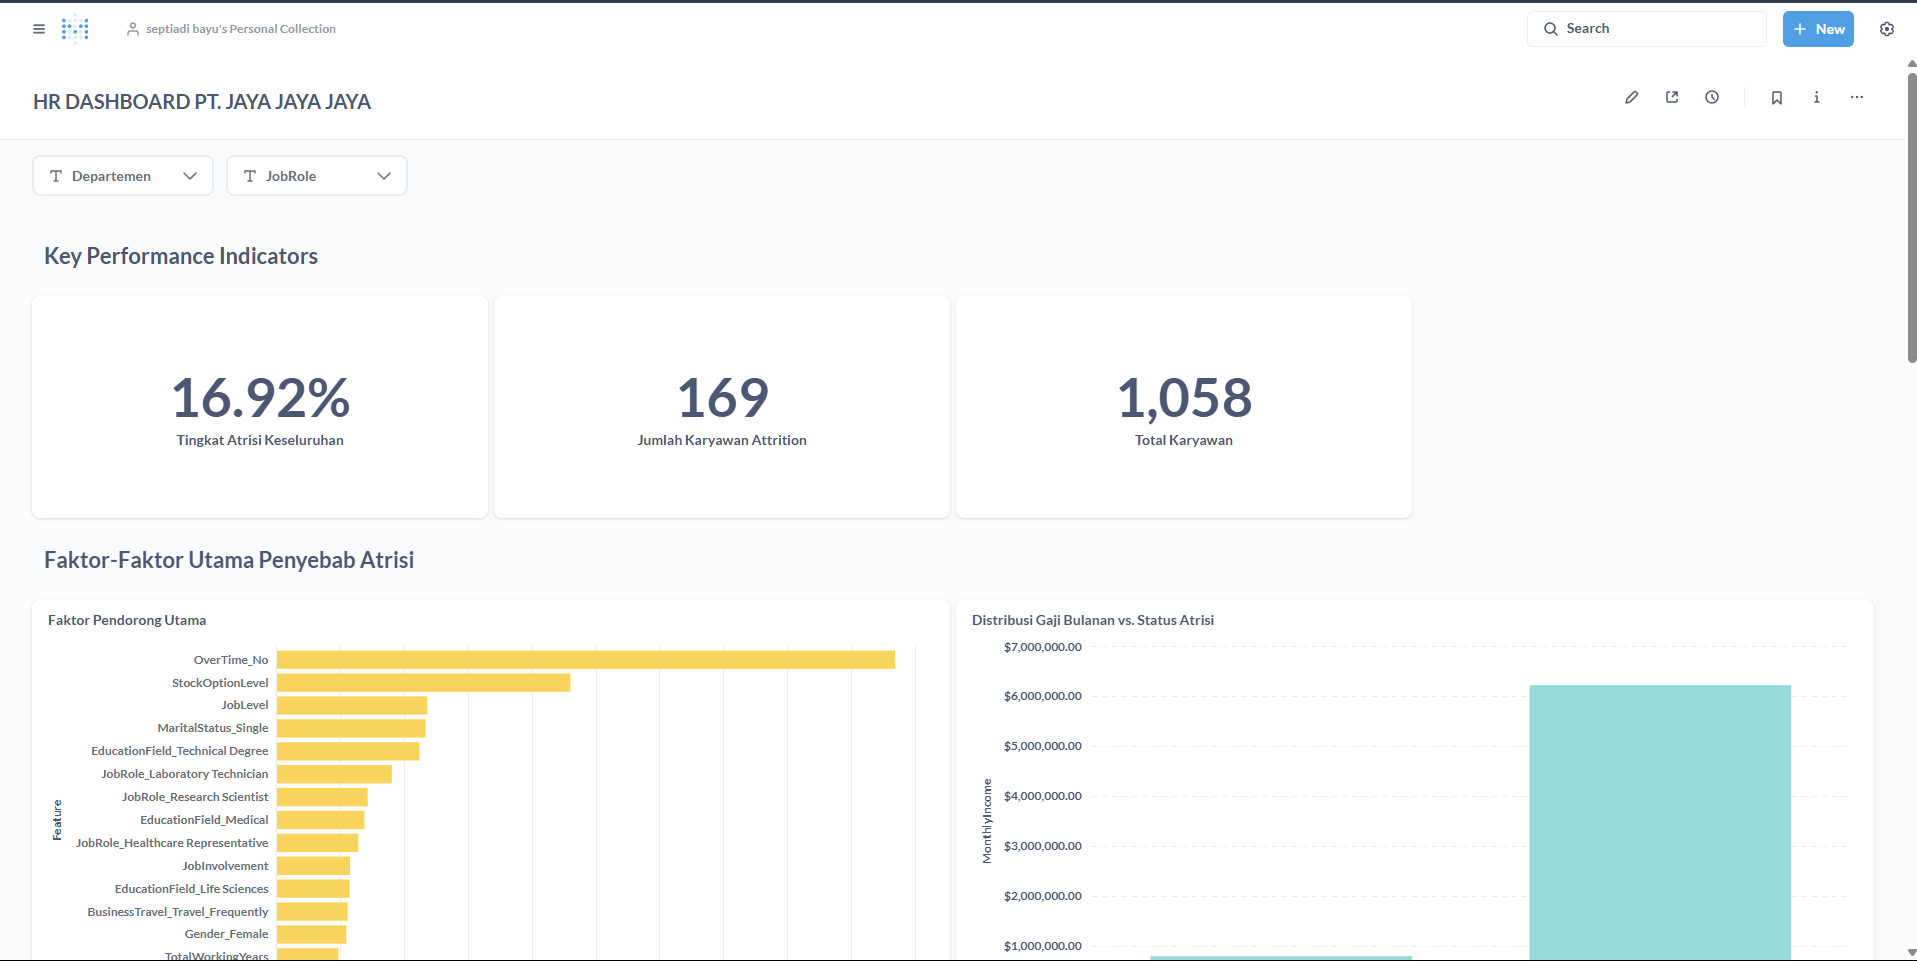 septiadi bayu's Personal Collection
Search
New
HR DASHBOARD PT. JAYA JAYA JAYA
Departemen
JobRole
Key Performance Indicators
16.92%
Tingkat Atrisi Keseluruhan
169
Jumlah Karyawan Attrition
1,058
Total Karyawan
Faktor-Faktor Utama Penyebab Atrisi
Faktor Pendorong Utama
Feature
OverTime_No
StockOptionLevel
JobLevel
MaritalStatus_Single
EducationField_Technical Degree
JobRole_Laboratory Technician
JobRole_Research Scientist
EducationField_Medical
JobRole_Healthcare Representative
JobInvolvement
EducationField_Life Sciences
BusinessTravel_Travel_Frequently
Gender_Female
TotalWorkingYears
Distribusi Gaji Bulanan vs. Status Atrisi
MonthlyIncome
$7,000,000.00
$6,000,000.00
$5,000,000.00
$4,000,000.00
$3,000,000.00
$2,000,000.00
$1,000,000.00